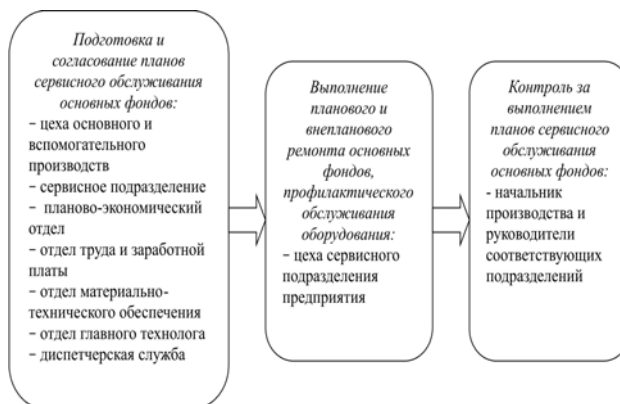 Подготовка и
согласование планов
сервисного обслуживания
основных фондов:
– цеха основного и
вспомогательного
производств
– сервисное подразделение
– планово-экономический
отдел
– отдел труда и заработной
платы
– отдел материально-
технического обеспечения
– отдел главного технолога
– диспетчерская служба
Выполнение
планового и
внепланового
ремонта основных
фондов,
профилактического
обслуживания
оборудования:
– цеха сервисного
подразделения
предприятия
Контроль за
выполнением
планов сервисного
обслуживания
основных фондов:
- начальник
производства и
руководители
соответствующих
подразделений